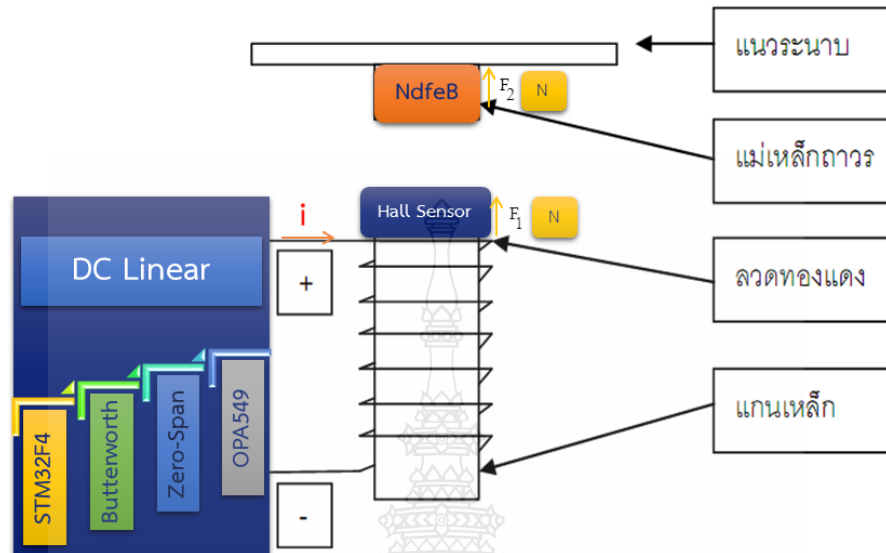 แนวระนาบ
NdfeB
F2
N
แม่เหล็กถาวร
Hall Sensor
F1
N
i
DC Linear
+
ลวดทองแดง
STM32F4
Butterworth
Zero-Span
OPA549
แกนเหล็ก
-